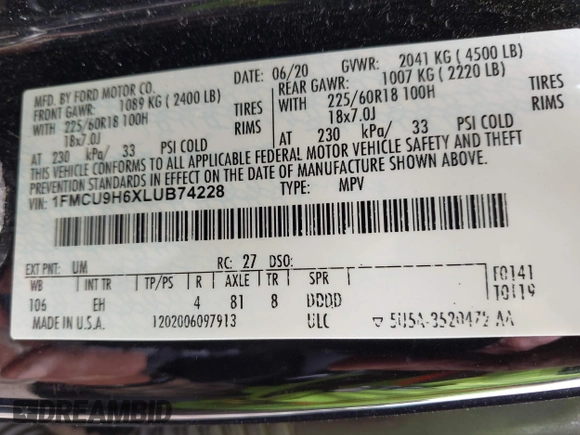 MFD. BY FORD MOTOR CO.
DATE: 06/20 GVWR: 2041 KG ( 4500 LB)
FRONT GAWR: 1089 KG ( 2400 LB)
REAR GAWR: 1007 KG ( 2220 LB)
WITH 225/60R18 100H TIRES
WITH 225/60R18 100H TIRES
18x7.0J RIMS
18x7.0J RIMS
AT 230 kPa/ 33 PSI COLD
AT 230 kPa/ 33 PSI COLD
THIS VEHICLE CONFORMS TO ALL APPLICABLE FEDERAL MOTOR VEHICLE SAFETY AND THEFT
PREVENTION STANDARDS IN EFFECT ON THE DATE OF MANUFACTURE SHOWN ABOVE.
VIN: 1FMCU9H6XLUB74228 TYPE: MPV
EXT PNT: UM RC: 27 DSO:
WB INT TR TP/PS R AXLE TR SPR
106 EH 4 81 8 DDDD
F0141
T0119
MADE IN U.S.A. 1202006097913 ULC ▽ 5U5A-3520472-AA
DREAMBID